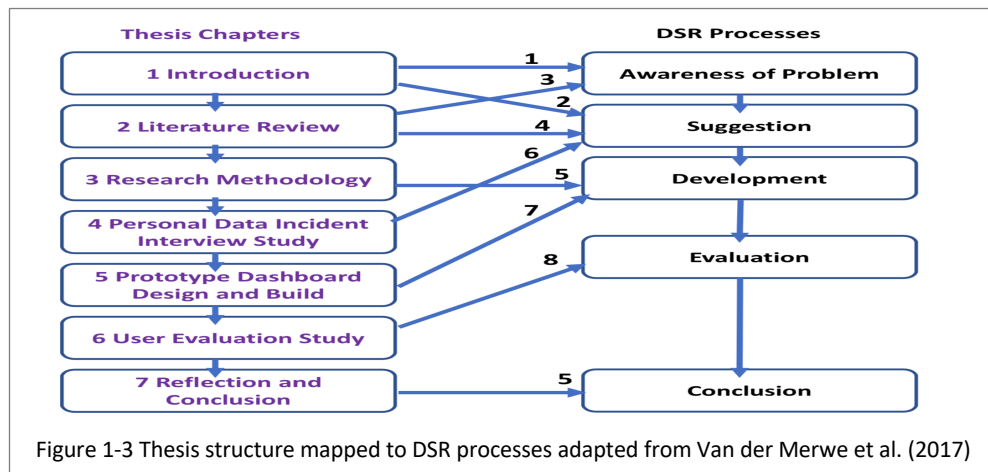 Thesis Chapters
DSR Processes
1 Introduction
1
Awareness of Problem
3
2
2 Literature Review
4
Suggestion
6
3 Research Methodology
5
Development
4 Personal Data Incident
Interview Study
7
5 Prototype Dashboard
Design and Build
8
Evaluation
6 User Evaluation Study
7 Reflection and
Conclusion
5
Conclusion
Figure 1-3 Thesis structure mapped to DSR processes adapted from Van der Merwe et al. (2017)